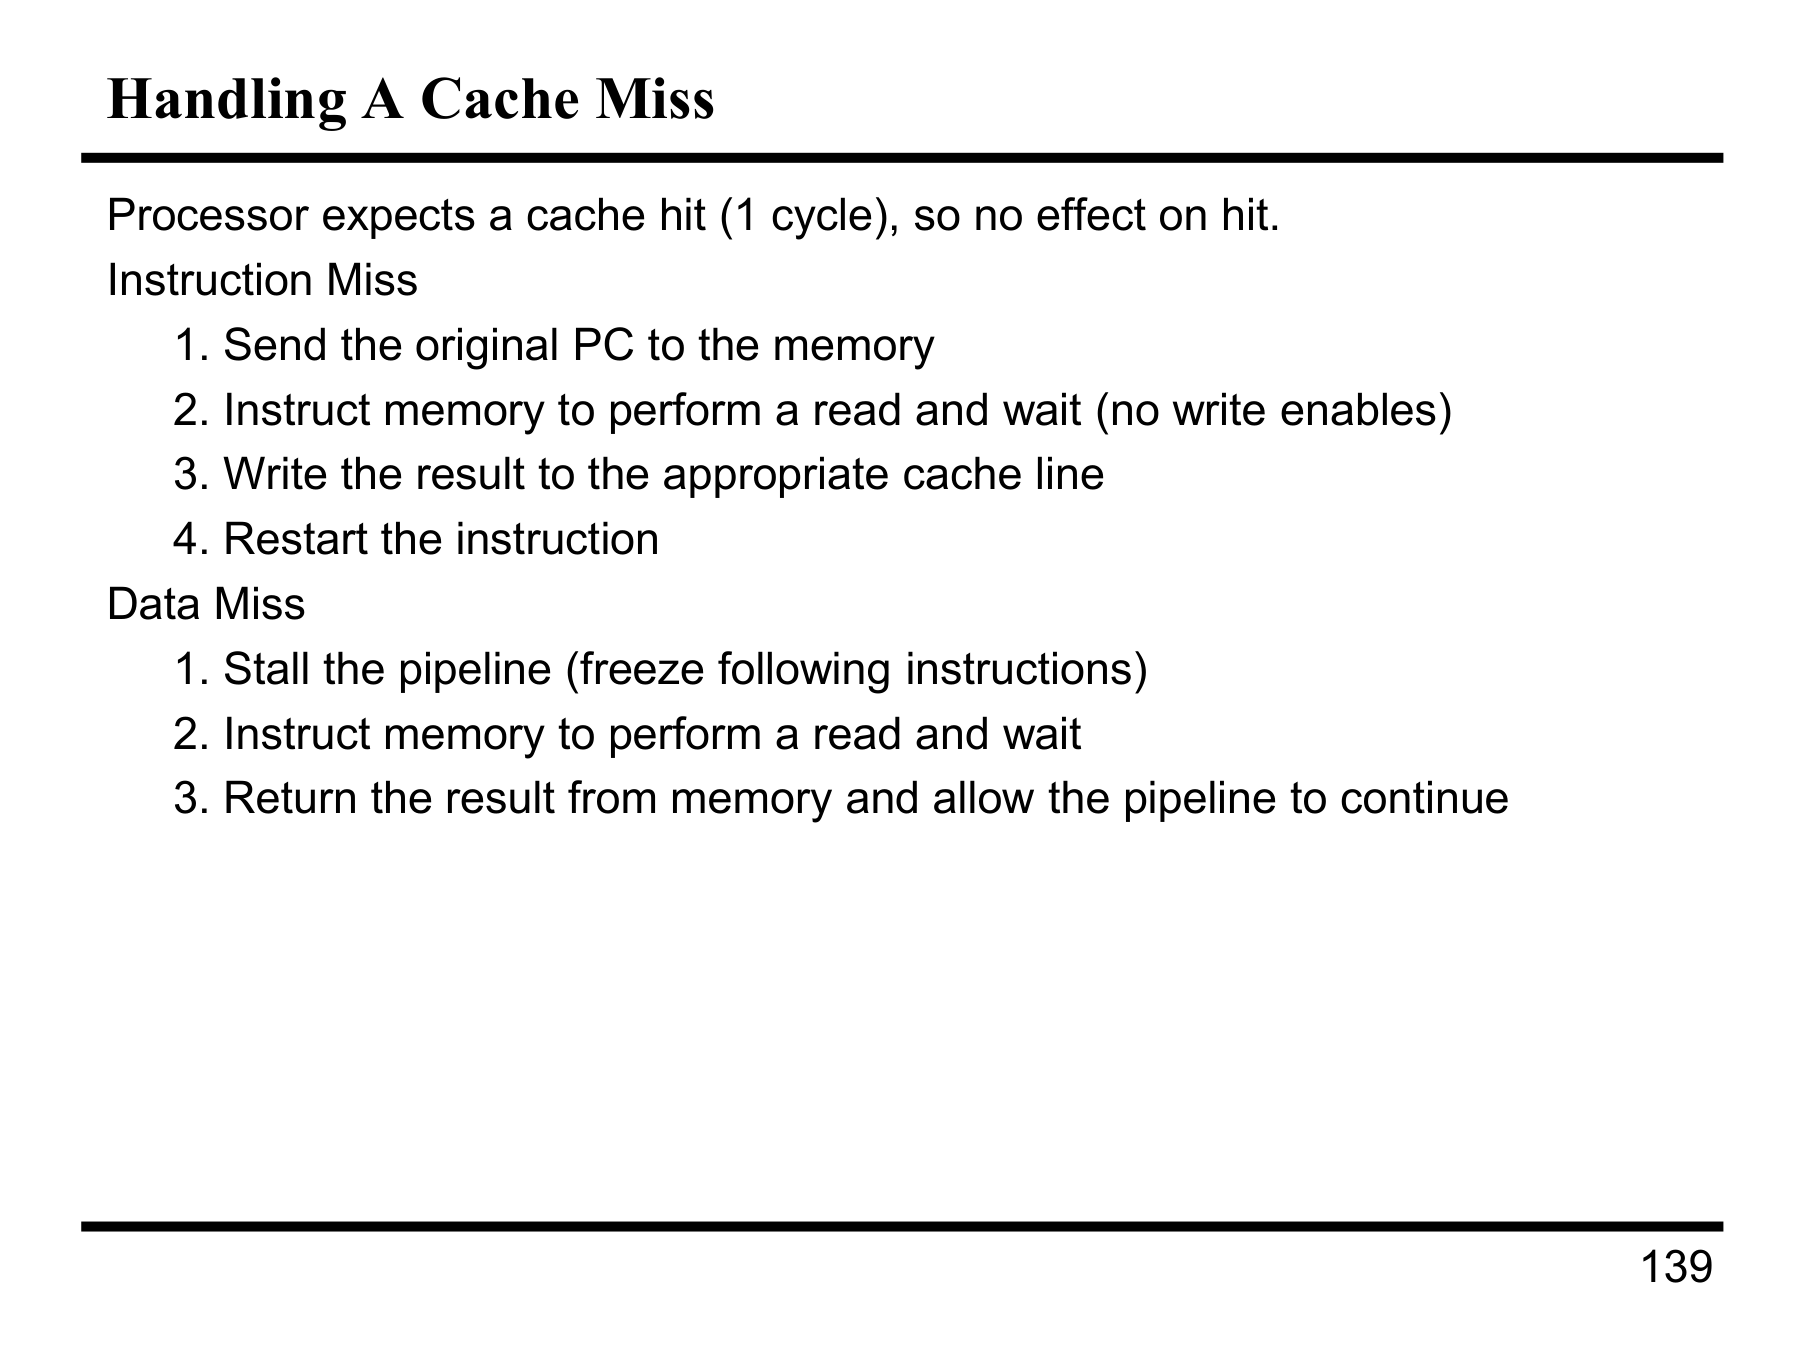 Handling A Cache Miss
Processor expects a cache hit (1 cycle), so no effect on hit.
Instruction Miss
1. Send the original PC to the memory
2. Instruct memory to perform a read and wait (no write enables)
3. Write the result to the appropriate cache line
4. Restart the instruction
Data Miss
1. Stall the pipeline (freeze following instructions)
2. Instruct memory to perform a read and wait
3. Return the result from memory and allow the pipeline to continue
139